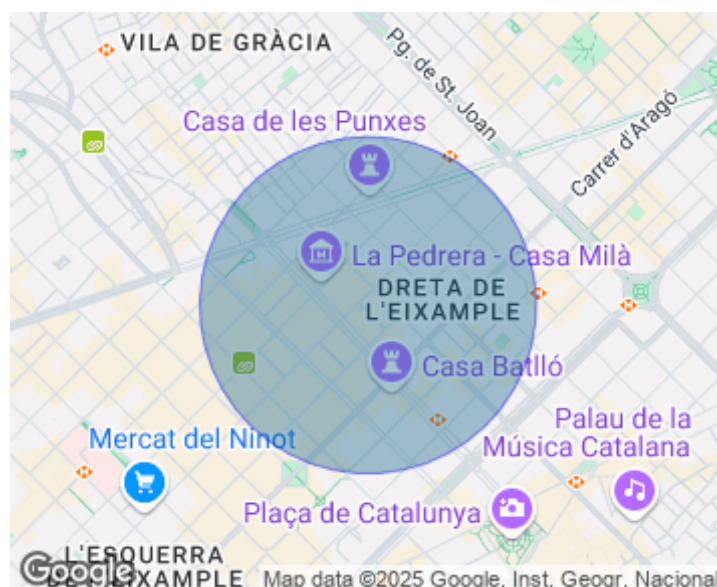 VILA DE GRÀCIA
Pg. de St. Joan
Casa de les Punxes
Carrer d'Aragó
La Pedrera - Casa Milà
DRETA DE
L'EIXAMPLE
Casa Batlló
Mercat del Ninot
Palau de la
Música Catalana
Plaça de Catalunya
L'ESQUERRA
DE L'EIXAMPLE
Google
Map data ©2025 Google, Inst. Geogr. Nacional